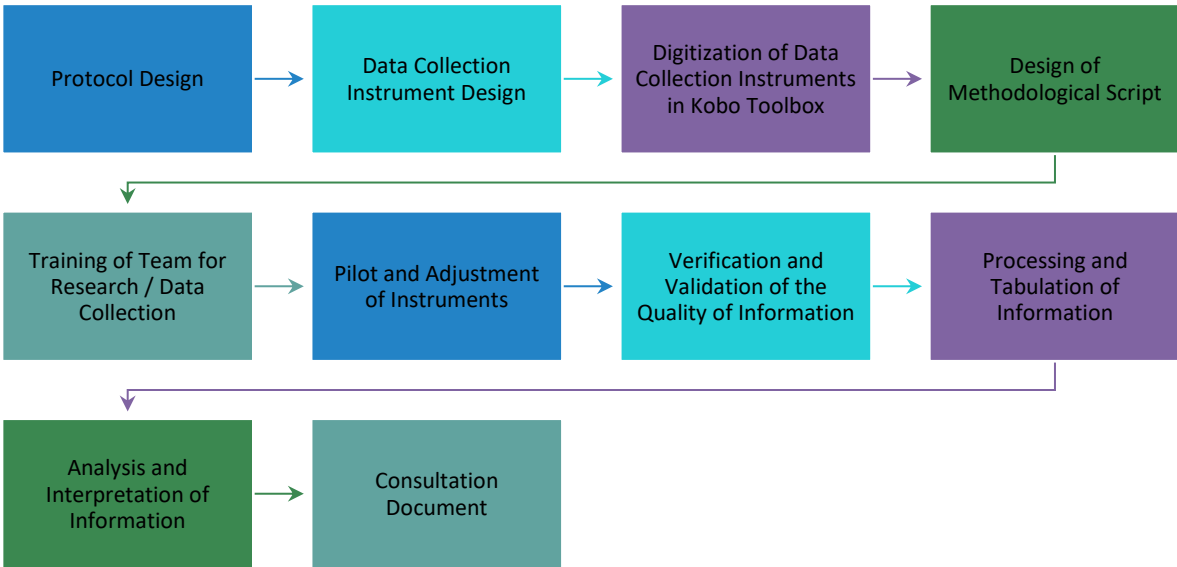 Protocol Design
Data Collection
Instrument Design
Digitization of Data
Collection Instruments
in Kobo Toolbox
Design of
Methodological Script
Training of Team for
Research / Data
Collection
Pilot and Adjustment
of Instruments
Verification and
Validation of the
Quality of Information
Processing and
Tabulation of
Information
Analysis and
Interpretation of
Information
Consultation
Document